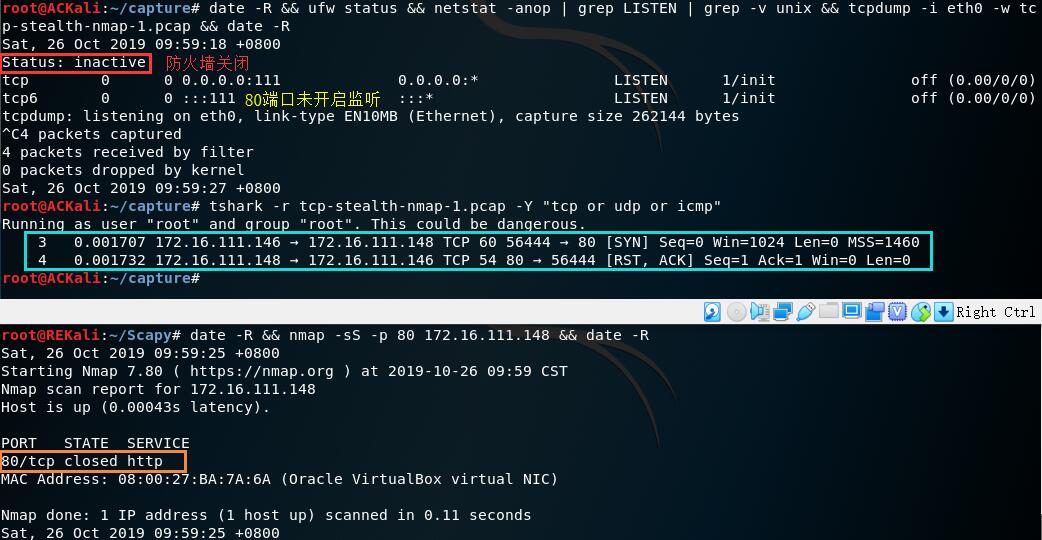 root@ACKali:~/capture# date -R && ufw status && netstat -anop | grep LISTEN | grep -v unix && tcpdump -i eth0 -w tc
p-stealth-nmap-1.pcap && date -R
Sat, 26 Oct 2019 09:59:18 +0800
Status: inactive 防火墙关闭
tcp 0 0 0.0.0.0:111 0.0.0.0:* LISTEN 1/init off (0.00/0/0)
tcp6 0 0 :::111 80端口未开启监听 :::* LISTEN 1/init off (0.00/0/0)
tcpdump: listening on eth0, link-type EN10MB (Ethernet), capture size 262144 bytes
^C4 packets captured
4 packets received by filter
0 packets dropped by kernel
Sat, 26 Oct 2019 09:59:27 +0800
root@ACKali:~/capture# tshark -r tcp-stealth-nmap-1.pcap -Y "tcp or udp or icmp"
Running as user "root" and group "root". This could be dangerous.
3 0.001707 172.16.111.146 → 172.16.111.148 TCP 60 56444 → 80 [SYN] Seq=0 Win=1024 Len=0 MSS=1460
4 0.001732 172.16.111.148 → 172.16.111.146 TCP 54 80 → 56444 [RST, ACK] Seq=1 Ack=1 Win=0 Len=0
root@ACKali:~/capture#
Right Ctrl
root@REKali:~/Scapy# date -R && nmap -sS -p 80 172.16.111.148 && date -R
Sat, 26 Oct 2019 09:59:25 +0800
Starting Nmap 7.80 ( https://nmap.org ) at 2019-10-26 09:59 CST
Nmap scan report for 172.16.111.148
Host is up (0.00043s latency).
PORT STATE SERVICE
80/tcp closed http
MAC Address: 08:00:27:BA:7A:6A (Oracle VirtualBox virtual NIC)
Nmap done: 1 IP address (1 host up) scanned in 0.11 seconds
Sat, 26 Oct 2019 09:59:25 +0800